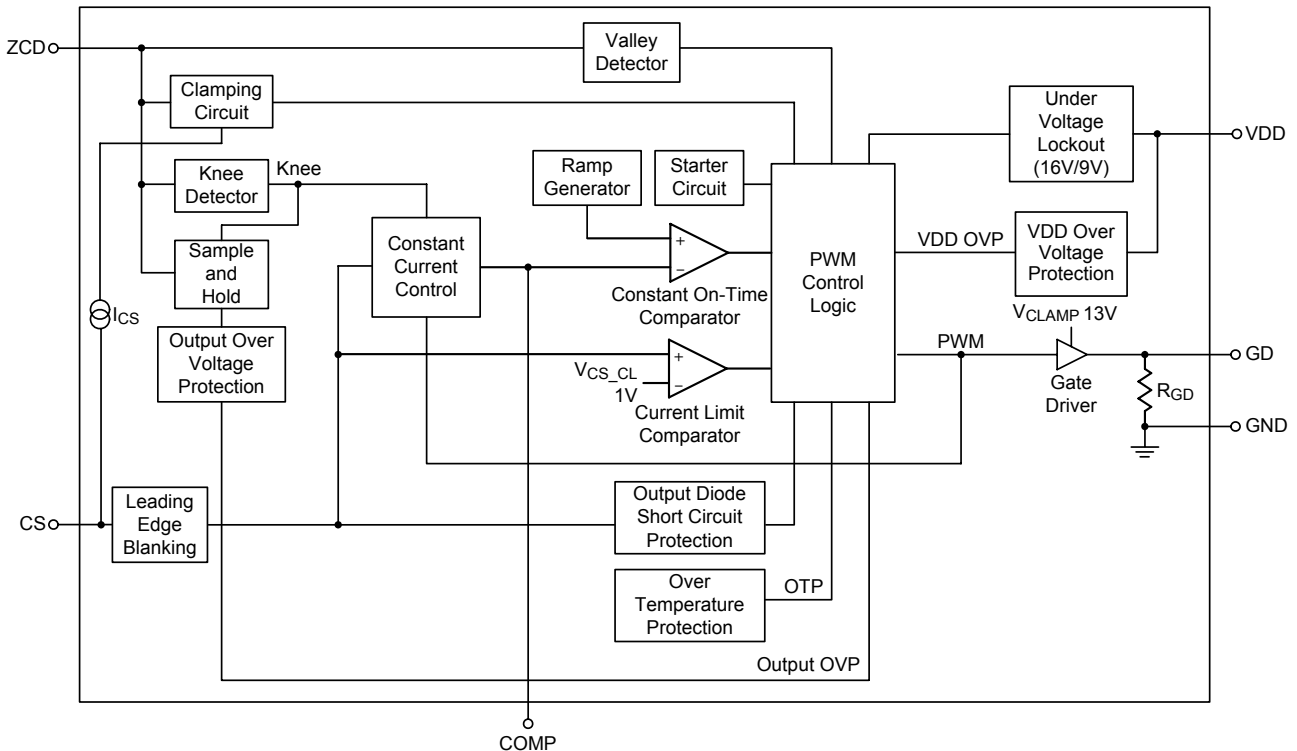 ZCD
Valley
Detector
Clamping
Circuit
Under
Voltage
Lockout
(16V/9V)
VDD
Knee
Detector
Knee
Ramp
Generator
Starter
Circuit
Sample
and
Hold
Constant
Current
Control
+
−
Constant On-Time
Comparator
PWM
Control
Logic
VDD OVP
VDD Over
Voltage
Protection
ICS
Output Over
Voltage
Protection
VCS_CL
1V
+
−
Current Limit
Comparator
PWM
VCLAMP 13V
Gate
Driver
GD
RGD
GND
CS
Leading
Edge
Blanking
Output Diode
Short Circuit
Protection
Over
Temperature
Protection
OTP
Output OVP
COMP